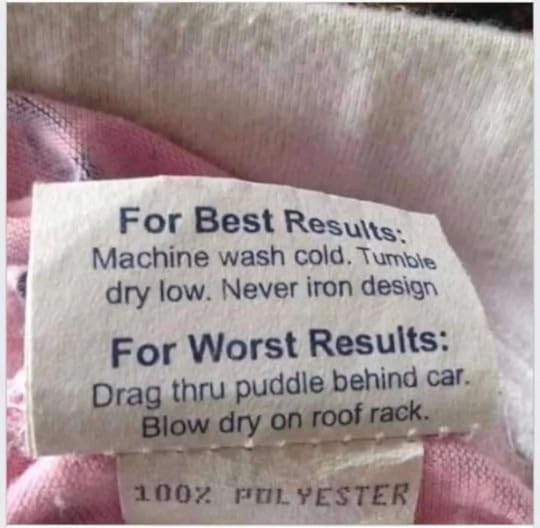 For Best Results:
Machine wash cold. Tumble
dry low. Never iron design
For Worst Results:
Drag thru puddle behind car.
Blow dry on roof rack.
100% POLYESTER